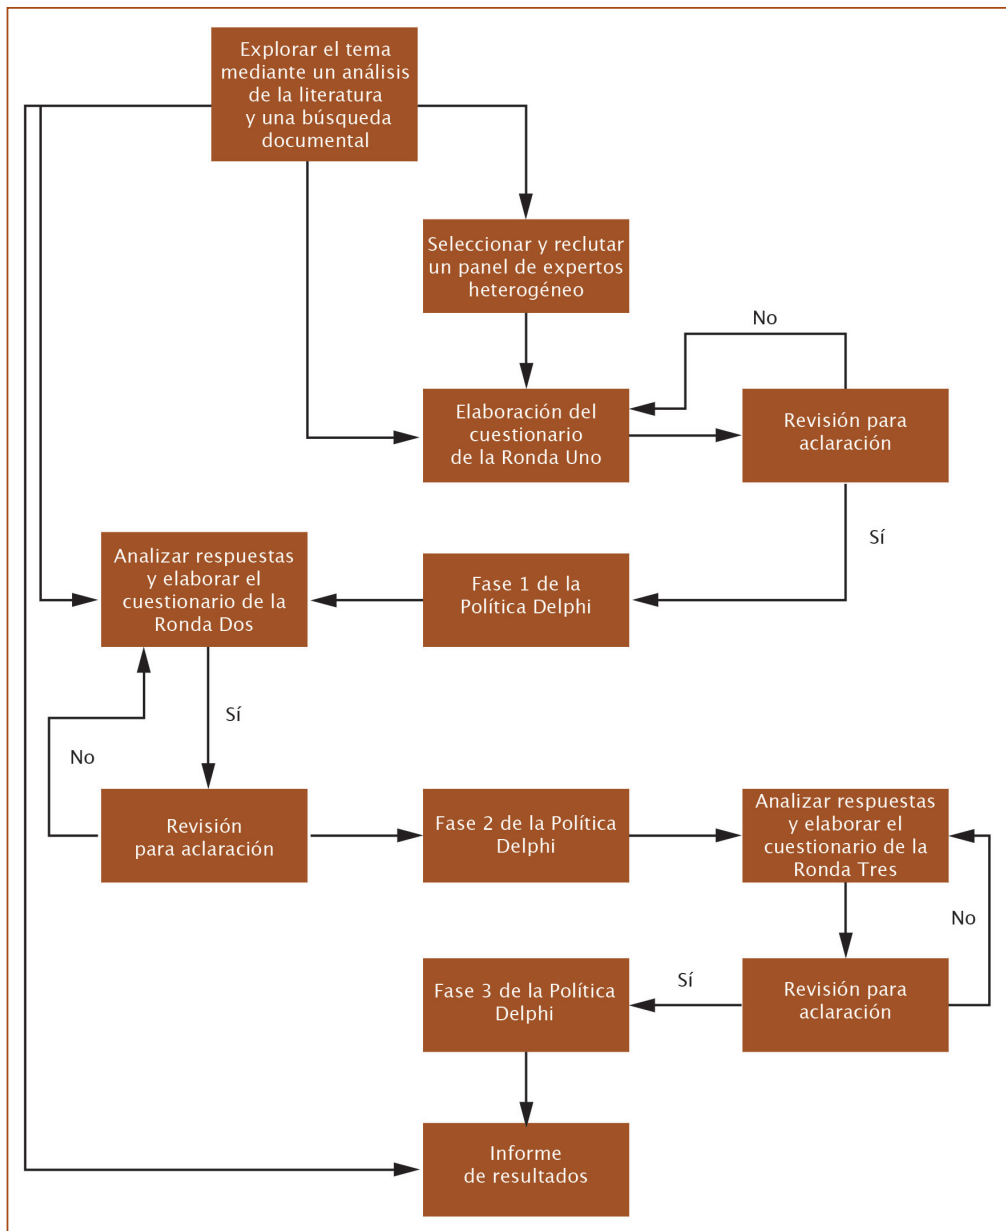 Explorar el tema
mediante un análisis
de la literatura
y una búsqueda
documental
Seleccionar y reclutar
un panel de expertos
heterogéneo
No
Elaboración del
cuestionario
de la Ronda Uno
Revisión para
aclaración
Sí
Analizar respuestas
y elaborar el
cuestionario de la
Ronda Dos
Fase 1 de la
Política Delphi
Sí
No
Revisión
para aclaración
Fase 2 de la Política
Delphi
Analizar respuestas
y elaborar el
cuestionario de la
Ronda Tres
No
Fase 3 de la Política
Delphi
Sí
Revisión para
aclaración
Informe
de resultados